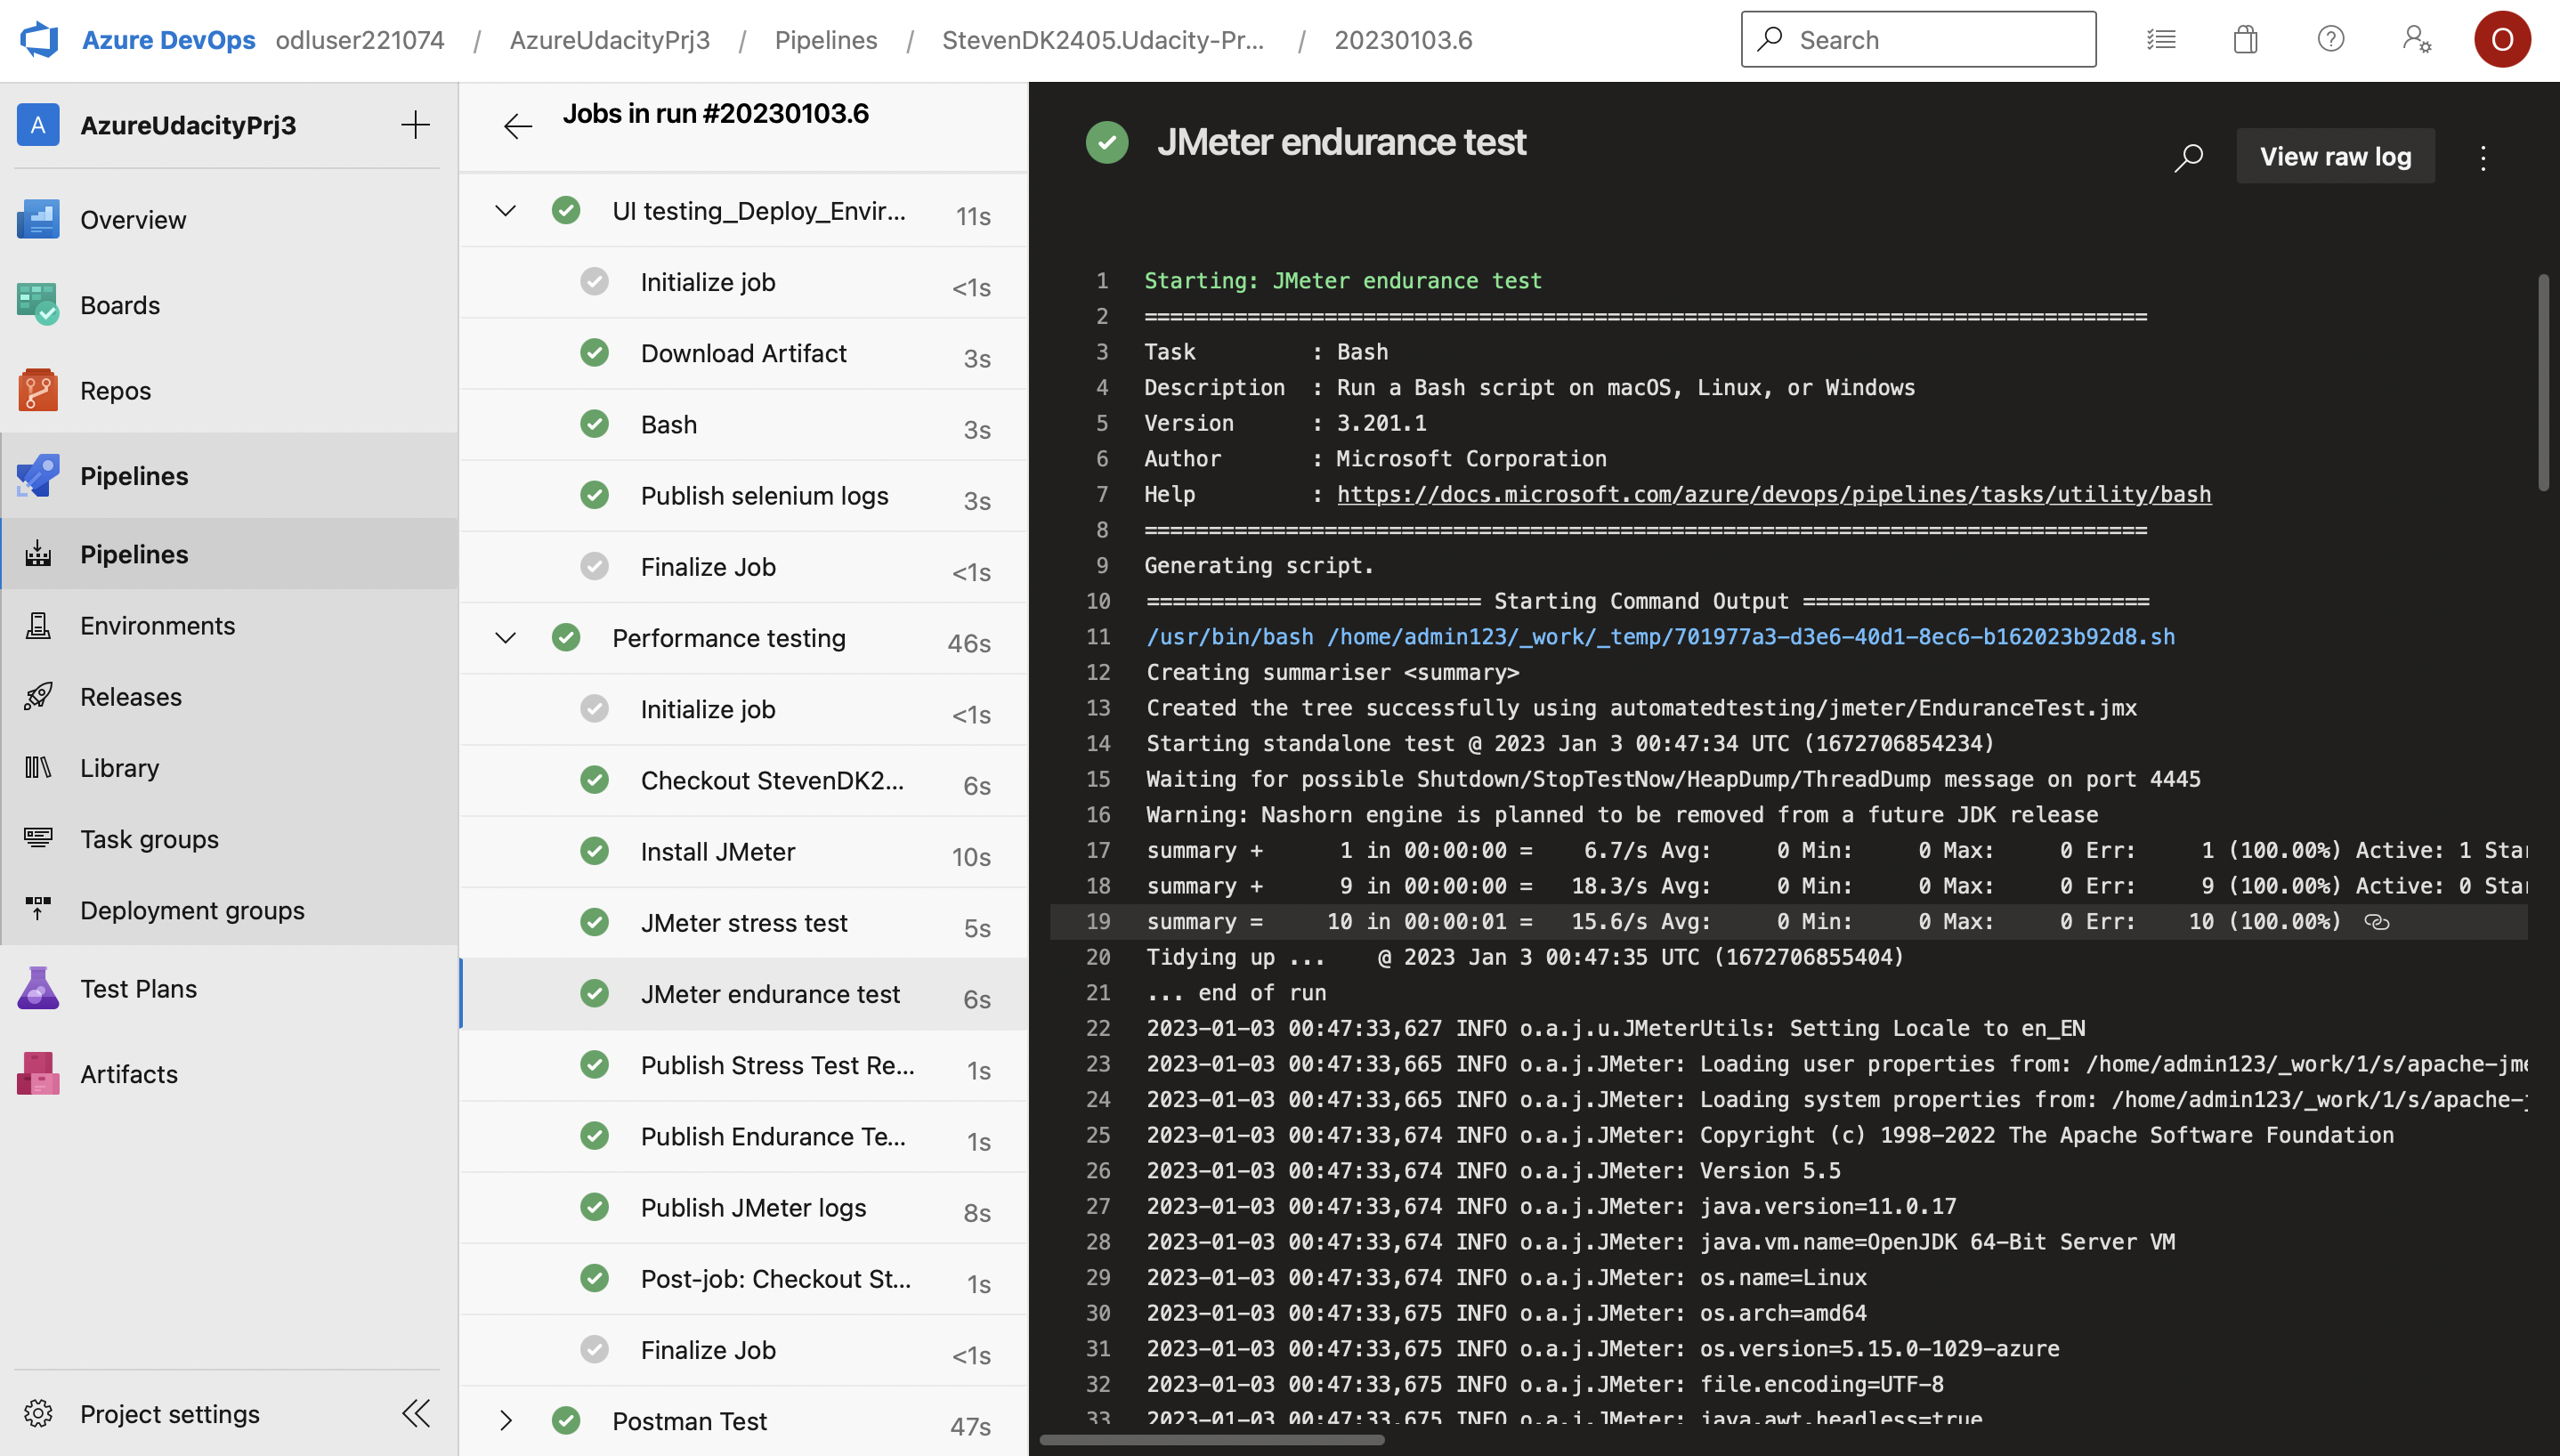 Azure DevOps odluser221074 / AzureUdacityPrj3 / Pipelines / StevenDK2405.Udacity-Pr... / 20230103.6
Search
O
A AzureUdacityPrj3
Overview
Boards
Repos
Pipelines
Pipelines
Environments
Releases
Library
Task groups
Deployment groups
Test Plans
Artifacts
Project settings
Jobs in run #20230103.6
UI testing_Deploy_Envir... 11s
Initialize job <1s
Download Artifact 3s
Bash 3s
Publish selenium logs 3s
Finalize Job <1s
Performance testing 46s
Initialize job <1s
Checkout StevenDK2... 6s
Install JMeter 10s
JMeter stress test 5s
JMeter endurance test 6s
Publish Stress Test Re... 1s
Publish Endurance Te... 1s
Publish JMeter logs 8s
Post-job: Checkout St... 1s
Finalize Job <1s
Postman Test 47s
JMeter endurance test
View raw log
1 Starting: JMeter endurance test
2 ==============================================================================
3 Task         : Bash
4 Description  : Run a Bash script on macOS, Linux, or Windows
5 Version      : 3.201.1
6 Author       : Microsoft Corporation
7 Help         : https://docs.microsoft.com/azure/devops/pipelines/tasks/utility/bash
8 ==============================================================================
9 Generating script.
10 ========================== Starting Command Output ===========================
11 /usr/bin/bash /home/admin123/_work/_temp/701977a3-d3e6-40d1-8ec6-b162023b92d8.sh
12 Creating summariser <summary>
13 Created the tree successfully using automatedtesting/jmeter/EnduranceTest.jmx
14 Starting standalone test @ 2023 Jan 3 00:47:34 UTC (1672706854234)
15 Waiting for possible Shutdown/StopTestNow/HeapDump/ThreadDump message on port 4445
16 Warning: Nashorn engine is planned to be removed from a future JDK release
17 summary +      1 in 00:00:00 =    6.7/s Avg:     0 Min:     0 Max:     0 Err:     1 (100.00%) Active: 1 Star
18 summary +      9 in 00:00:00 =   18.3/s Avg:     0 Min:     0 Max:     0 Err:     9 (100.00%) Active: 0 Star
19 summary =     10 in 00:00:01 =   15.6/s Avg:     0 Min:     0 Max:     0 Err:    10 (100.00%)
20 Tidying up ...    @ 2023 Jan 3 00:47:35 UTC (1672706855404)
21 ... end of run
22 2023-01-03 00:47:33,627 INFO o.a.j.u.JMeterUtils: Setting Locale to en_EN
23 2023-01-03 00:47:33,665 INFO o.a.j.JMeter: Loading user properties from: /home/admin123/_work/1/s/apache-jme
24 2023-01-03 00:47:33,665 INFO o.a.j.JMeter: Loading system properties from: /home/admin123/_work/1/s/apache-j
25 2023-01-03 00:47:33,674 INFO o.a.j.JMeter: Copyright (c) 1998-2022 The Apache Software Foundation
26 2023-01-03 00:47:33,674 INFO o.a.j.JMeter: Version 5.5
27 2023-01-03 00:47:33,674 INFO o.a.j.JMeter: java.version=11.0.17
28 2023-01-03 00:47:33,674 INFO o.a.j.JMeter: java.vm.name=OpenJDK 64-Bit Server VM
29 2023-01-03 00:47:33,674 INFO o.a.j.JMeter: os.name=Linux
30 2023-01-03 00:47:33,675 INFO o.a.j.JMeter: os.arch=amd64
31 2023-01-03 00:47:33,675 INFO o.a.j.JMeter: os.version=5.15.0-1029-azure
32 2023-01-03 00:47:33,675 INFO o.a.j.JMeter: file.encoding=UTF-8
33 2023-01-03 00:47:33,675 INFO o.a.j.JMeter: java.awt.headless=true